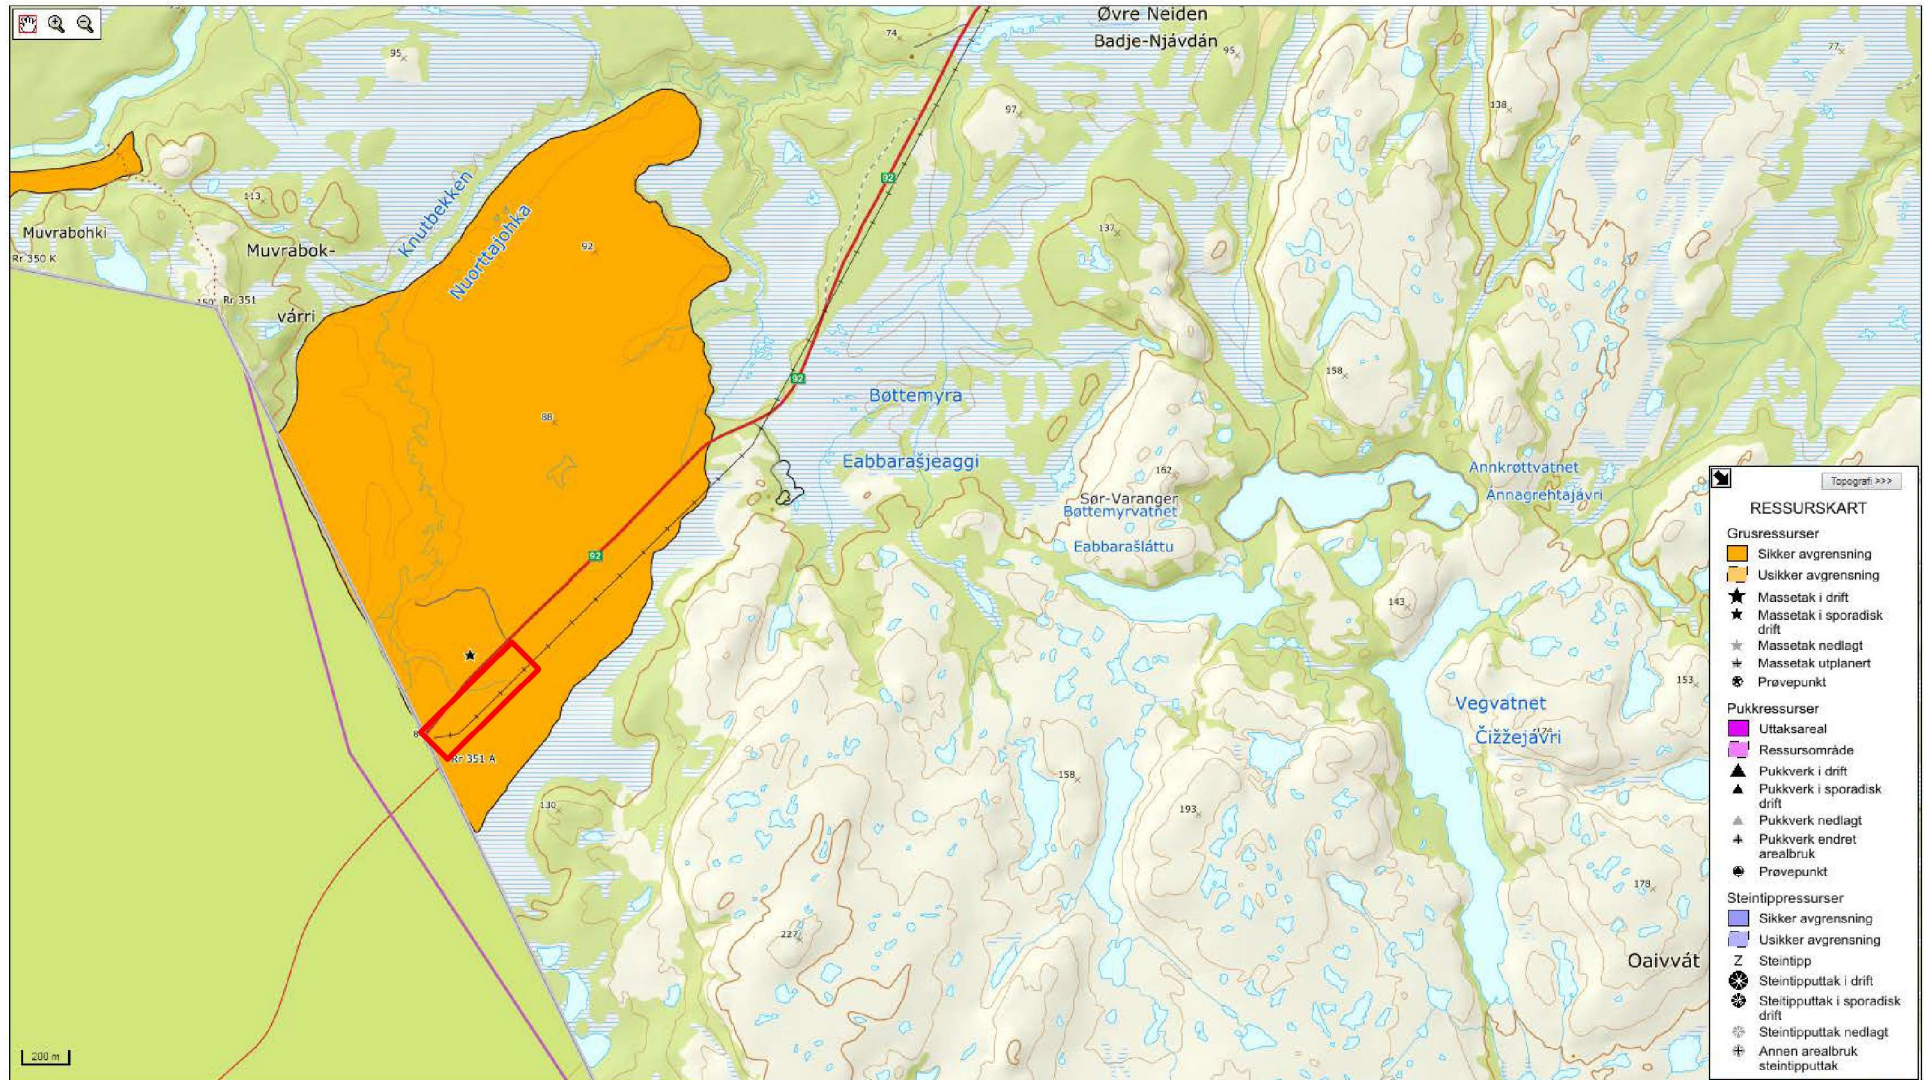 Øvre Neiden
Badje-Njávdán
74
95
95
77
97
138
Knutbekken
Nuorttajohka
92
113
92
137
Muvrabohki
Rr 350 K
Muvrabok-
várri
150
Rr 351
158
92
88
Bøttemyra
Eabbarašjeaggi
162
Sør-Varanger
Bøttemyrvatnet
Eabbarašláttu
Annkrøttvatnet
Ánnagrehtajávri
92
143
153
Vegvatnet
Čižžejávri
8
Rr 351 A
130
158
193
178
227
Oaivvát
200 m
Topografi >>>
RESSURSKART
Grusressurser
Sikker avgrensning
Usikker avgrensning
Massetak i drift
Massetak i sporadisk
drift
Massetak nedlagt
Massetak utplanert
Prøvepunkt
Pukkressurser
Uttaksareal
Ressursområde
Pukkverk i drift
Pukkverk i sporadisk
drift
Pukkverk nedlagt
Pukkverk endret
arealbruk
Prøvepunkt
Steintippressurser
Sikker avgrensning
Usikker avgrensning
Z Steintipp
Steintipputtak i drift
Steitipputtak i sporadisk
drift
Steintipputtak nedlagt
Annen arealbruk
steintipputtak